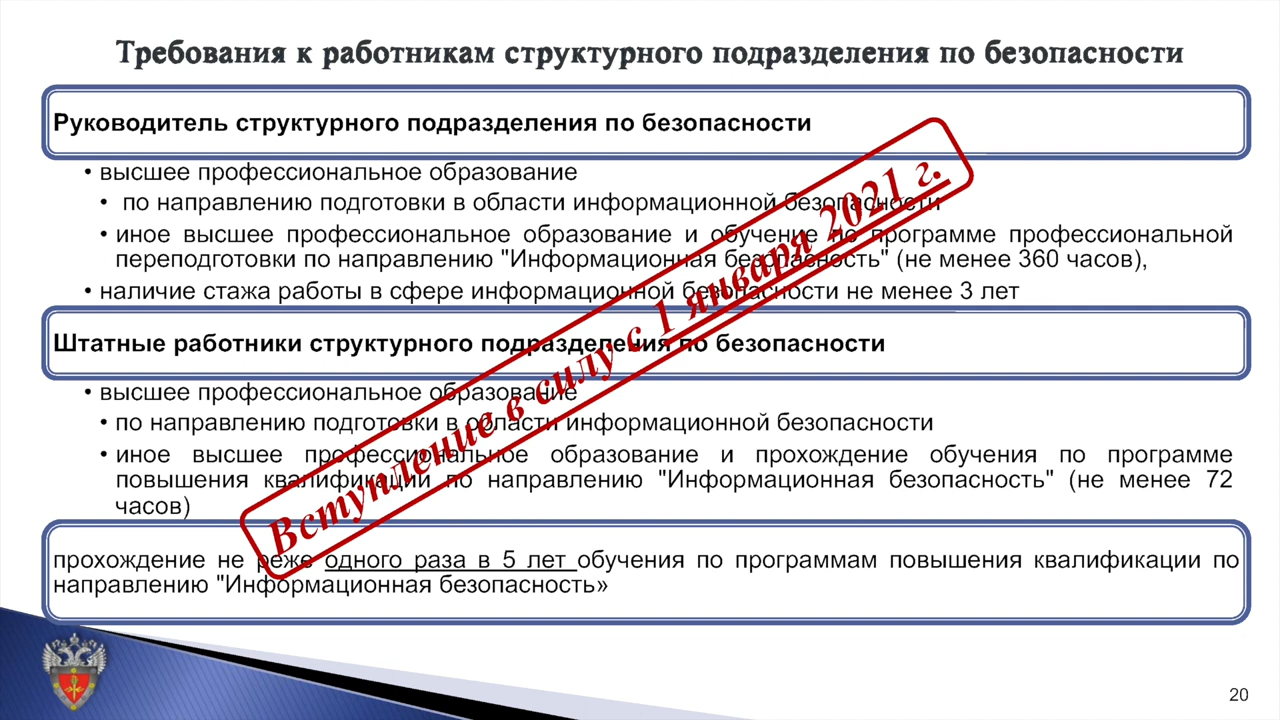 Требования к работникам структурного подразделения по безопасности
Руководитель структурного подразделения по безопасности
• высшее профессиональное образование
• по направлению подготовки в области информационной безопасности
• иное высшее профессиональное образование и обучение по программе профессиональной
переподготовки по направлению "Информационная безопасность" (не менее 360 часов),
• наличие стажа работы в сфере информационной безопасности не менее 3 лет
Штатные работники структурного подразделения по безопасности
• высшее профессиональное образование
• по направлению подготовки в области информационной безопасности
• иное высшее профессиональное образование и прохождение обучения по программе
повышения квалификации по направлению "Информационная безопасность" (не менее 72
часов)
прохождение не реже одного раза в 5 лет обучения по программам повышения квалификации по
направлению "Информационная безопасность»
Вступление в силу с 1 января 2021 г.
20